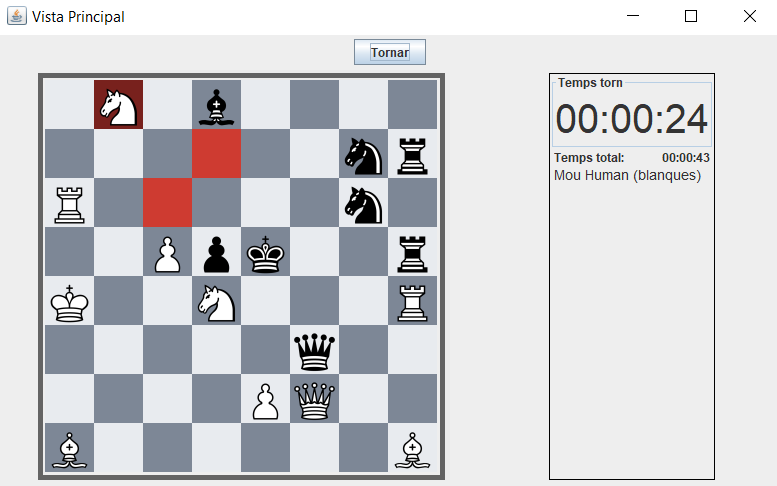 Vista Principal
Tornar
Temps torn
00:00:24
Temps total: 00:00:43
Mou Human (blanques)